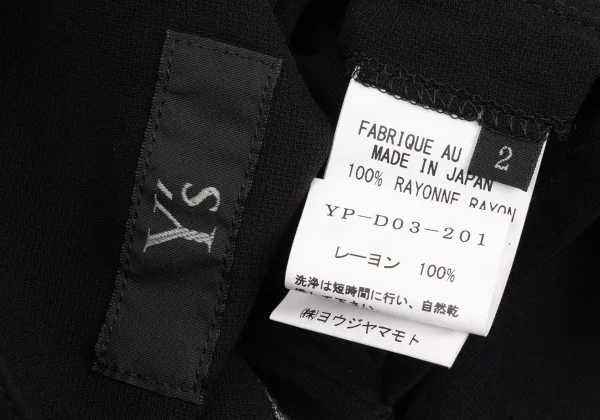 Y's
2
FABRIQUE AU
MADE IN JAPAN
100% RAYONNE RAYON
YP-D03-201
レーヨン 100%
洗浄は短時間に行い、自然乾
㈱ヨウジヤマモト